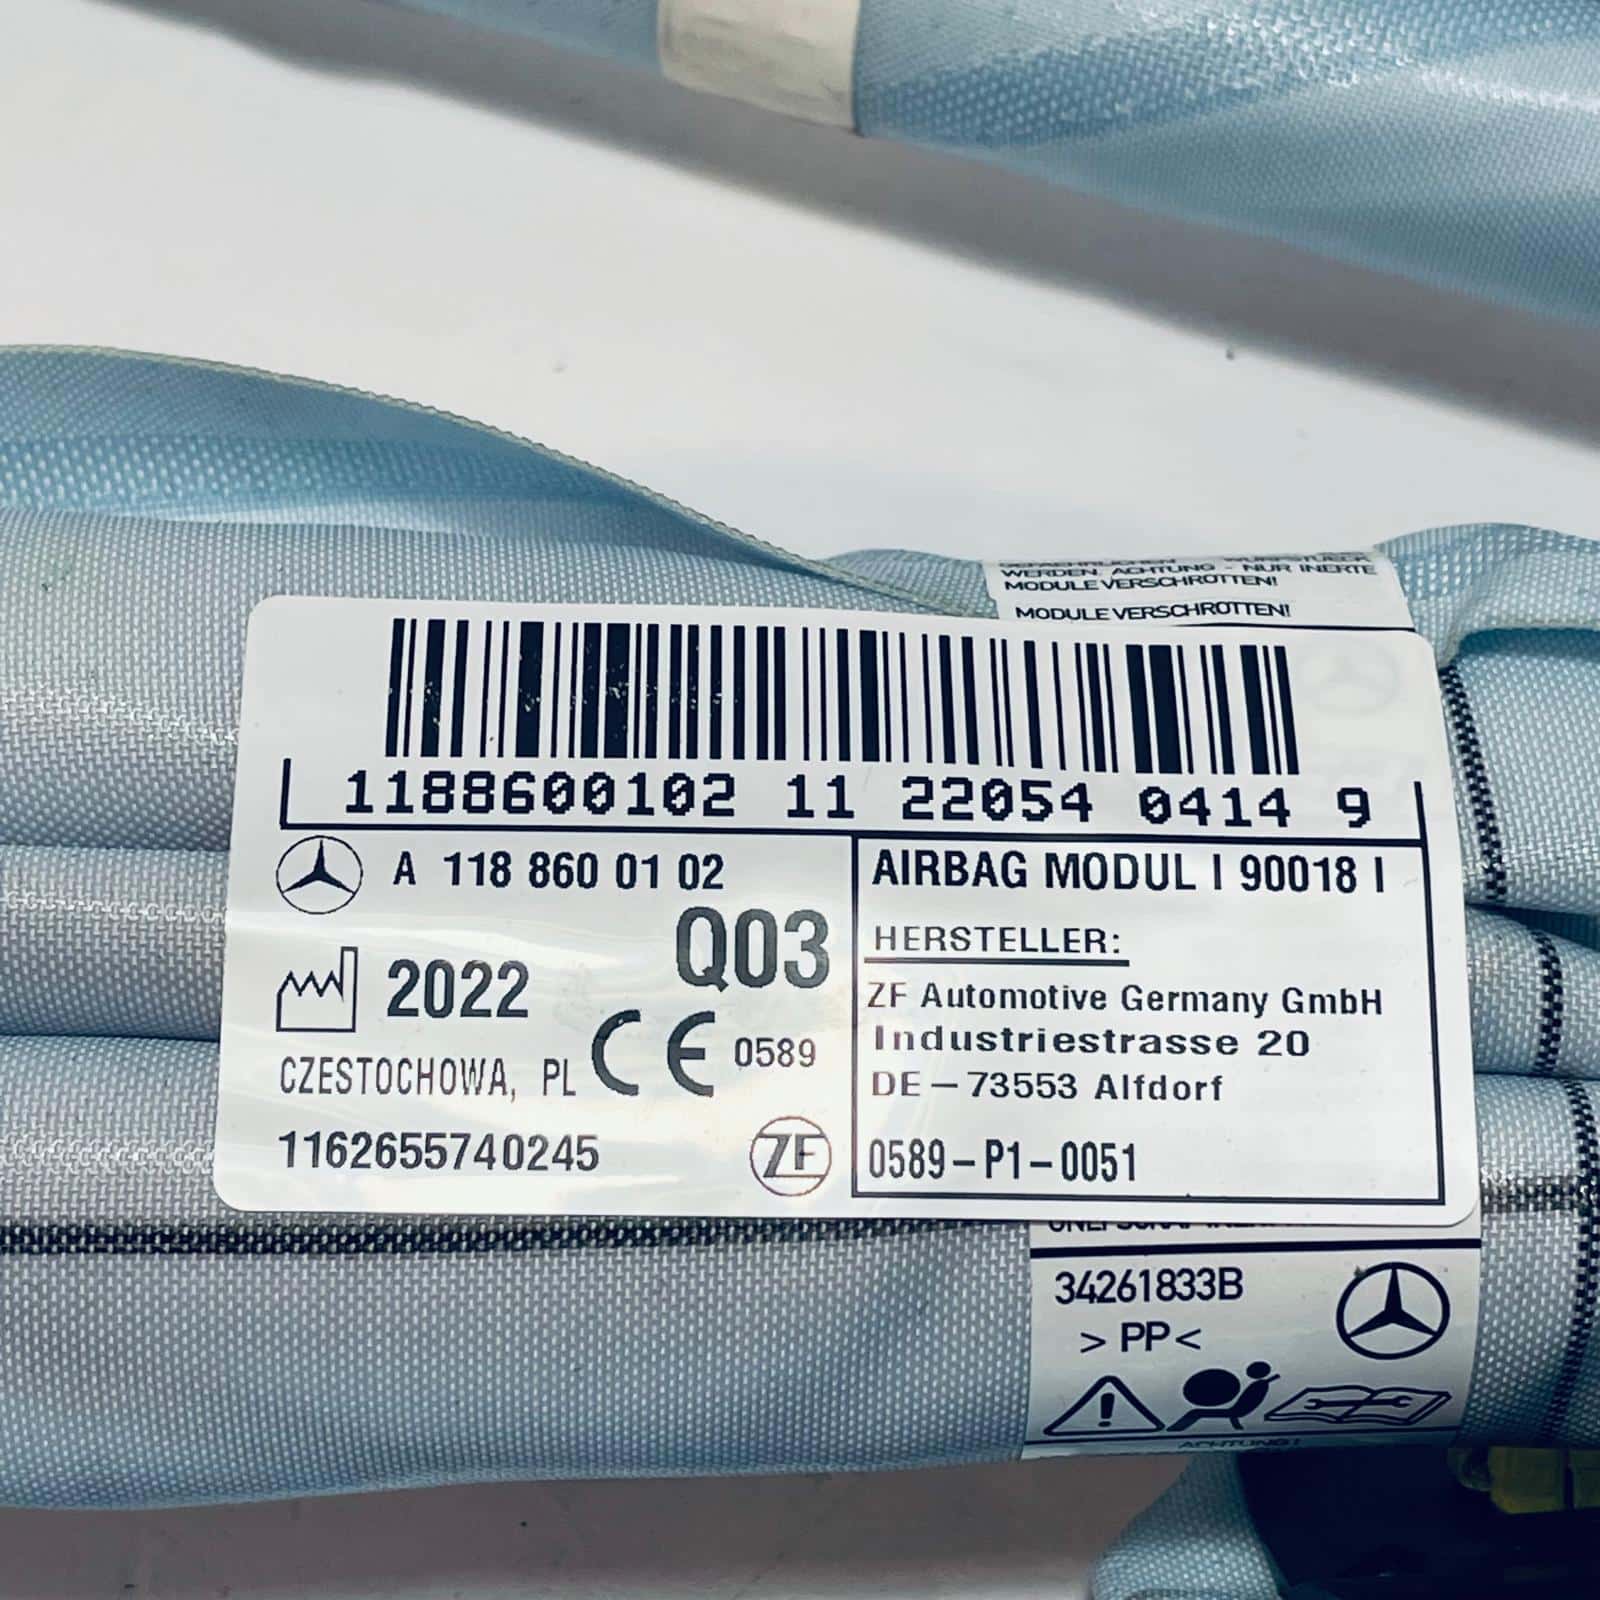 WERDEN. ACHTUNG - NUR INERTE
MODULE VERSCHROTTEN!
MODULE VERSCHROTTEN!
1188600102 11 22054 0414 9
A 118 860 01 02
AIRBAG MODUL I 90018 I
Q03
HERSTELLER:
2022
ZF Automotive Germany GmbH
Industriestrasse 20
CE 0589
CZESTOCHOWA, PL
DE-73553 Alfdorf
1162655740245
ZF
0589-P1-0051
34261833B
>PP<
ACHTUNG!